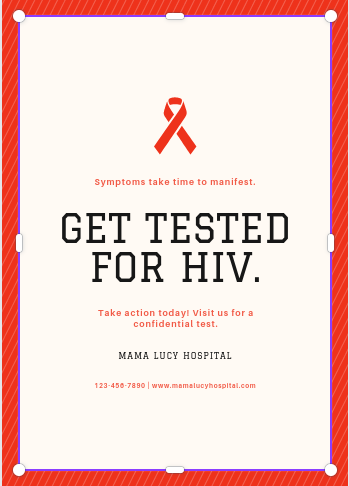 Symptoms take time to manifest.
GET TESTED
FOR HIV.
Take action today! Visit us for a
confidential test.
MAMA LUCY HOSPITAL
123-456-7890 | www.mamalucyhospital.com